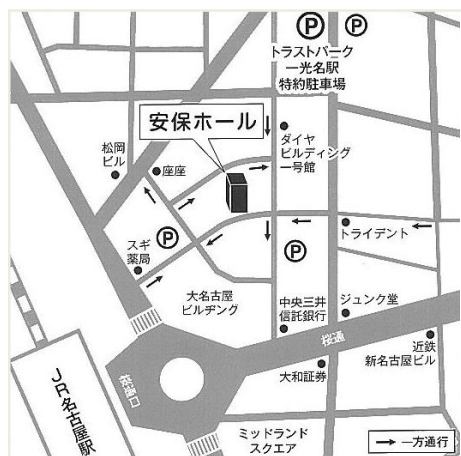 P
P
トラストパーク
一光名駅
特約駐車場
安保ホール
松岡
ビル
座座
ダイヤ
ビルディング
一号館
P
スギ
薬局
P
トライデント
大名古屋
ビルヂング
中央三井
信託銀行
ジュンク堂
桜通
近鉄
新名古屋ビル
大和証券
桜通口
JR名古屋駅
ミッドランド
スクエア
一方通行